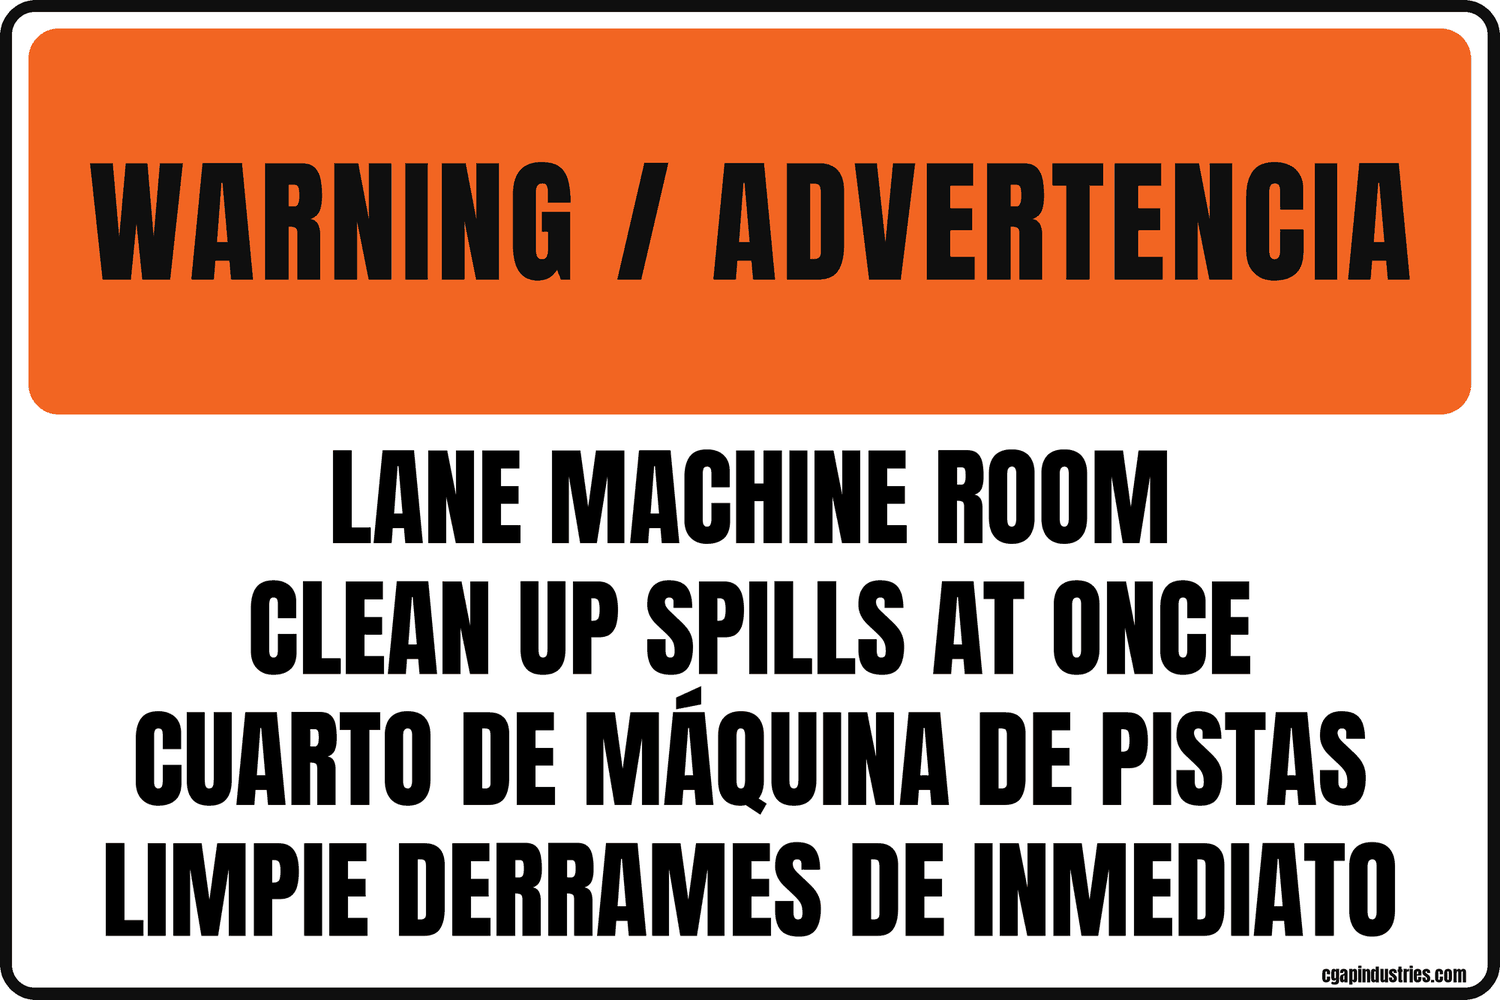 WARNING / ADVERTENCIA
LANE MACHINE ROOM
CLEAN UP SPILLS AT ONCE
CUARTO DE MÁQUINA DE PISTAS
LIMPIE DERRAMES DE INMEDIATO
cgapindustries.com